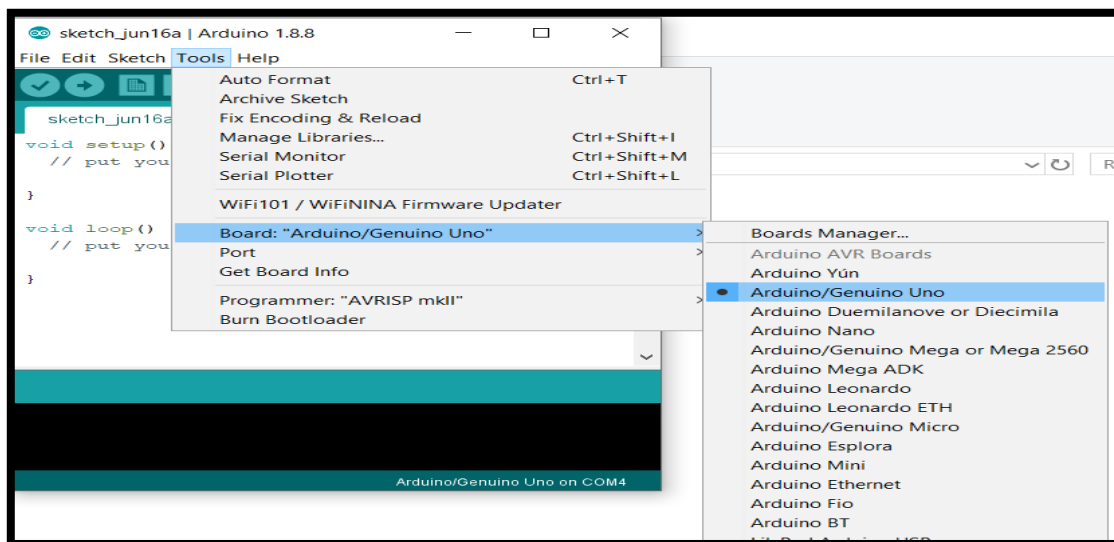 sketch_jun16a | Arduino 1.8.8
File Edit Sketch Tools Help
sketch_jun16a
void setup()
// put you
}
void loop()
// put you
}
Auto Format Ctrl+T
Archive Sketch
Fix Encoding & Reload
Manage Libraries... Ctrl+Shift+I
Serial Monitor Ctrl+Shift+M
Serial Plotter Ctrl+Shift+L
WiFi101 / WiFiNINA Firmware Updater
Board: "Arduino/Genuino Uno"
Port
Get Board Info
Programmer: "AVRISP mkII"
Burn Bootloader
Arduino/Genuino Uno on COM4
R
Boards Manager...
Arduino AVR Boards
Arduino Yún
Arduino/Genuino Uno
Arduino Duemilanove or Diecimila
Arduino Nano
Arduino/Genuino Mega or Mega 2560
Arduino Mega ADK
Arduino Leonardo
Arduino Leonardo ETH
Arduino/Genuino Micro
Arduino Esplora
Arduino Mini
Arduino Ethernet
Arduino Fio
Arduino BT